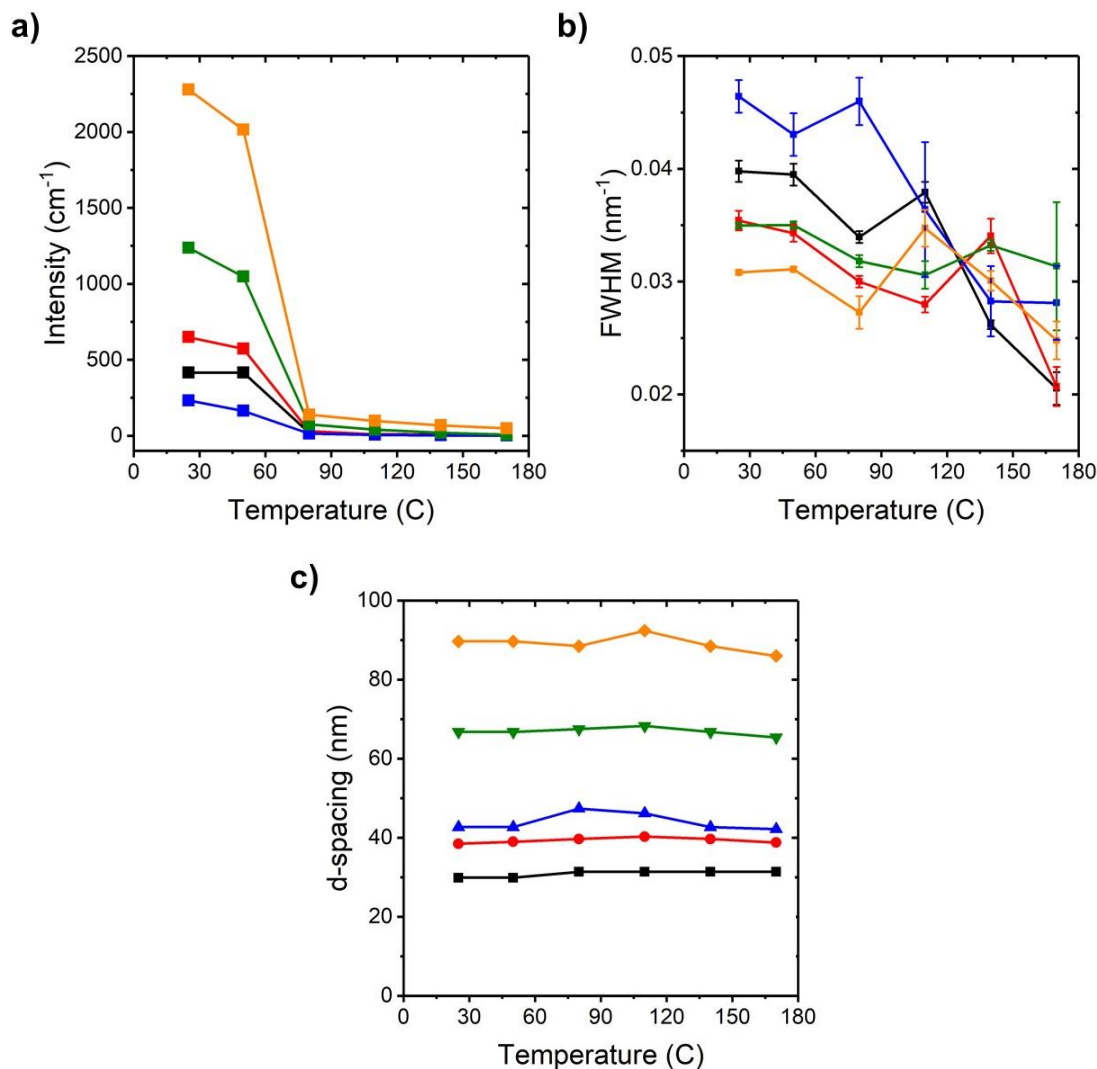 a)
2500
2000
1500
1000
500
0
Intensity (cm⁻¹)
0 30 60 90 120 150 180
Temperature (C)
b)
0.05
0.04
0.03
0.02
FWHM (nm⁻¹)
0 30 60 90 120 150 180
Temperature (C)
c)
100
80
60
40
20
0
d-spacing (nm)
0 30 60 90 120 150 180
Temperature (C)